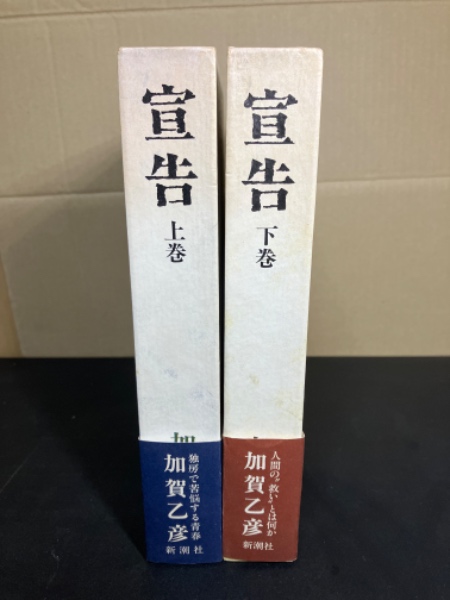 宣告
上巻
加
独房で苦悩する青春
加賀乙彦
新潮社
宣告
下巻
人間の〝救い〟とは何か
加賀乙彦
新潮社